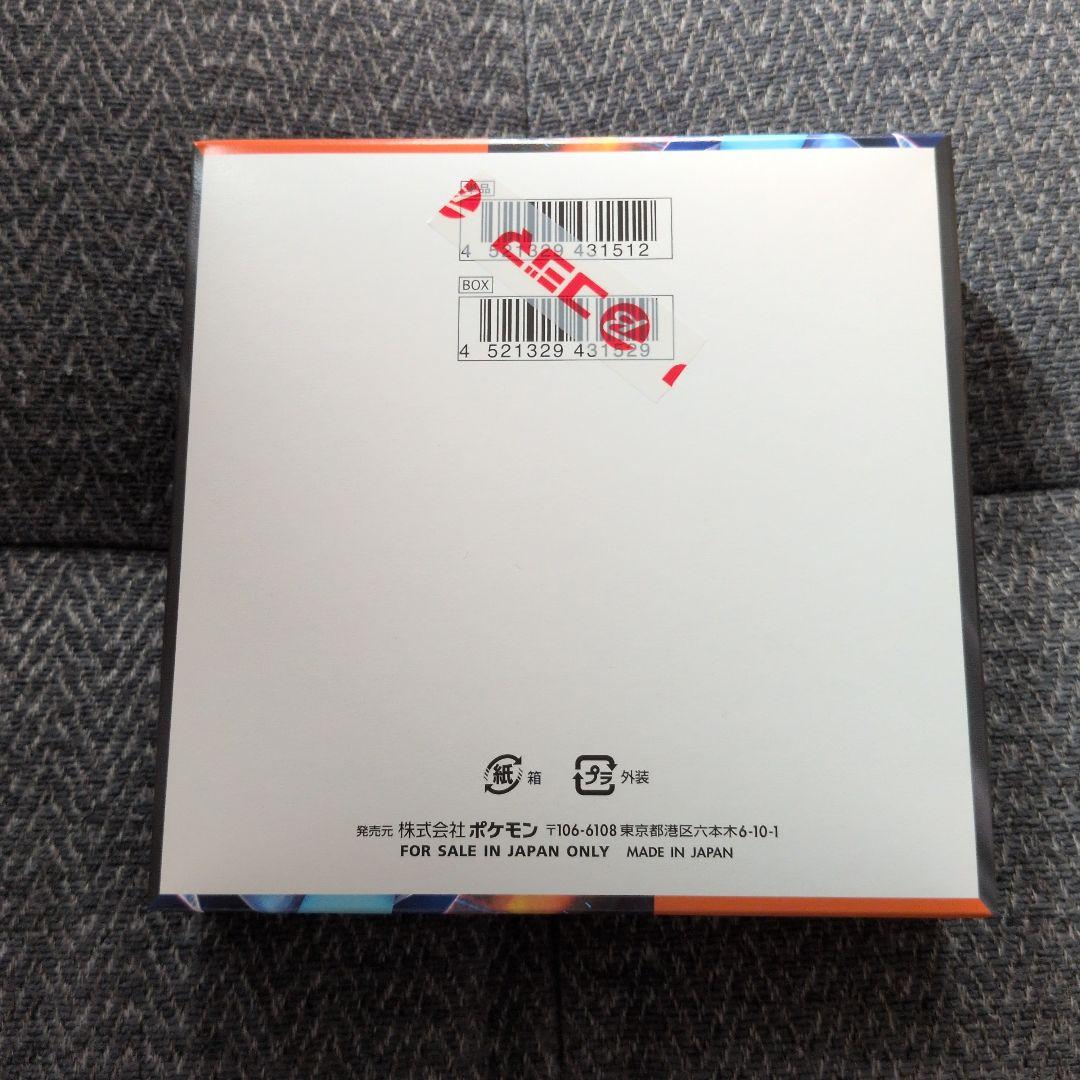 4 521329 431512
BOX
4 521329 431529
紙 箱 プラ 外装
発売元 株式会社 ポケモン 〒106-6108 東京都港区六本木6-10-1
FOR SALE IN JAPAN ONLY MADE IN JAPAN